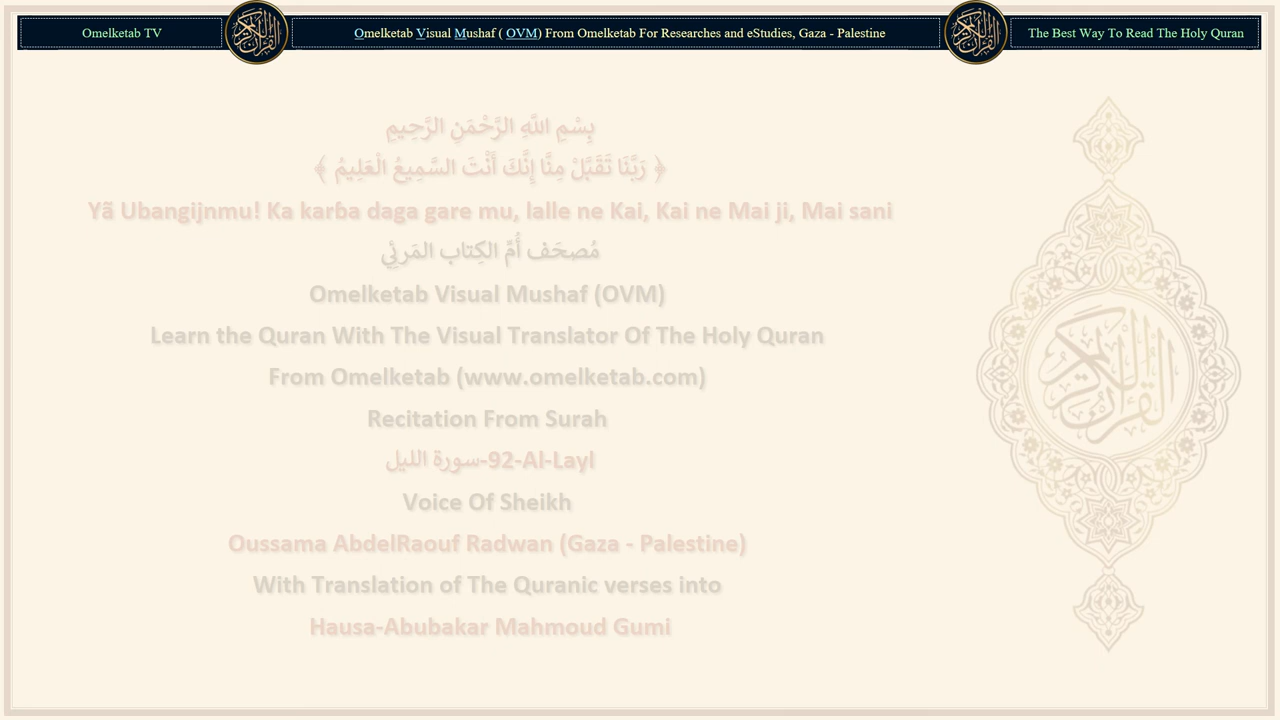 Omelketab TV
Omelketab Visual Mushaf ( OVM) From Omelketab For Researches and eStudies, Gaza - Palestine
The Best Way To Read The Holy Quran
بِسْمِ اللَّهِ الرَّحْمَنِ الرَّحِيمِ
﴿ رَبَّنَا تَقَبَّلْ مِنَّا إِنَّكَ أَنْتَ السَّمِيعُ الْعَلِيمُ ﴾
Yã Ubangijnmu! Ka karɓa daga gare mu, lalle ne Kai, Kai ne Mai ji, Mai sani
مُصحَف أُمِّ الكِتاب المَرئِي
Omelketab Visual Mushaf (OVM)
Learn the Quran With The Visual Translator Of The Holy Quran
From Omelketab (www.omelketab.com)
Recitation From Surah
سورة الليل-92-Al-Layl
Voice Of Sheikh
Oussama AbdelRaouf Radwan (Gaza - Palestine)
With Translation of The Quranic verses into
Hausa-Abubakar Mahmoud Gumi
القرآن الكريم